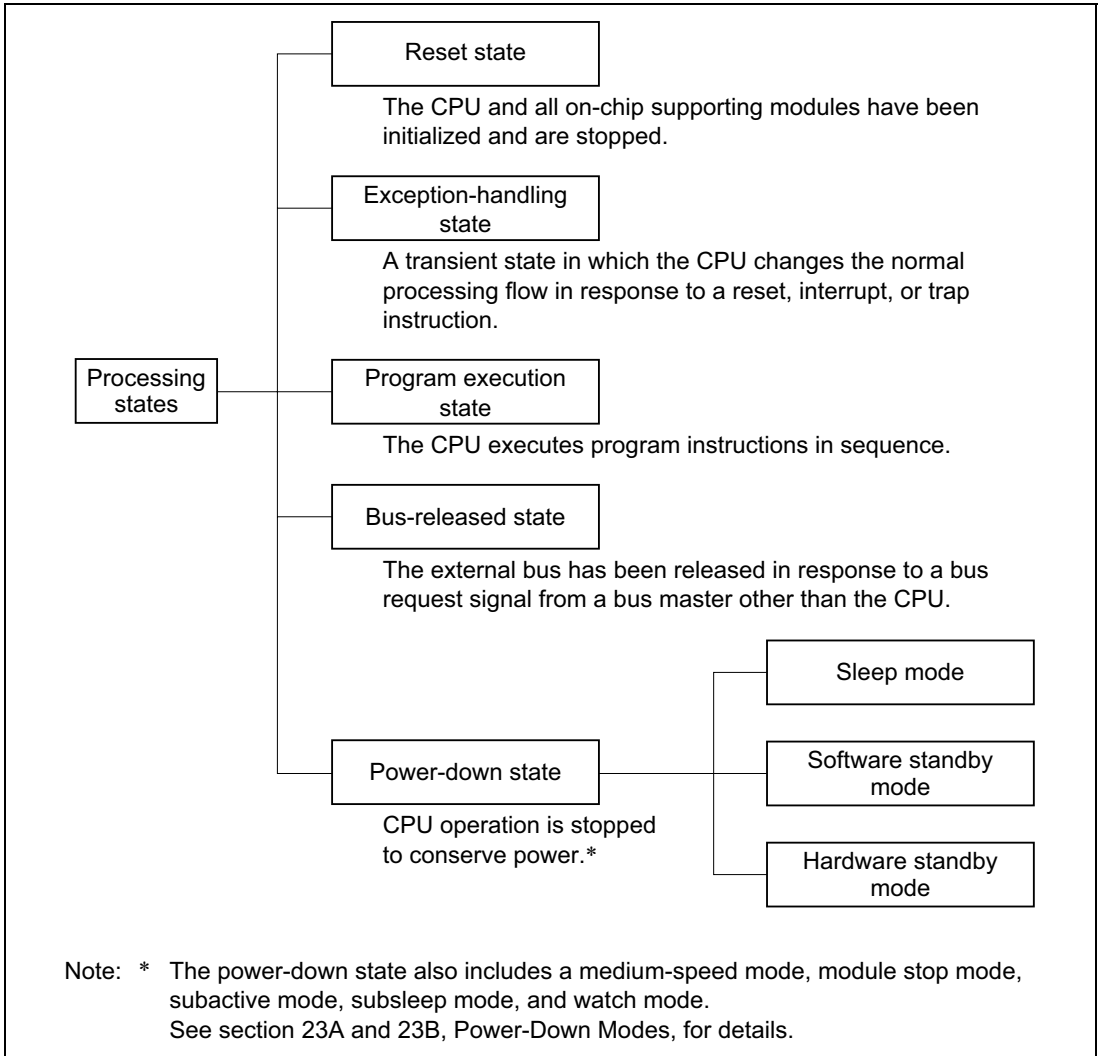 Reset state
The CPU and all on-chip supporting modules have been
initialized and are stopped.
Exception-handling
state
A transient state in which the CPU changes the normal
processing flow in response to a reset, interrupt, or trap
instruction.
Processing
states
Program execution
state
The CPU executes program instructions in sequence.
Bus-released state
The external bus has been released in response to a bus
request signal from a bus master other than the CPU.
Power-down state
CPU operation is stopped
to conserve power.*
Sleep mode
Software standby
mode
Hardware standby
mode
Note: * The power-down state also includes a medium-speed mode, module stop mode,
subactive mode, subsleep mode, and watch mode.
See section 23A and 23B, Power-Down Modes, for details.